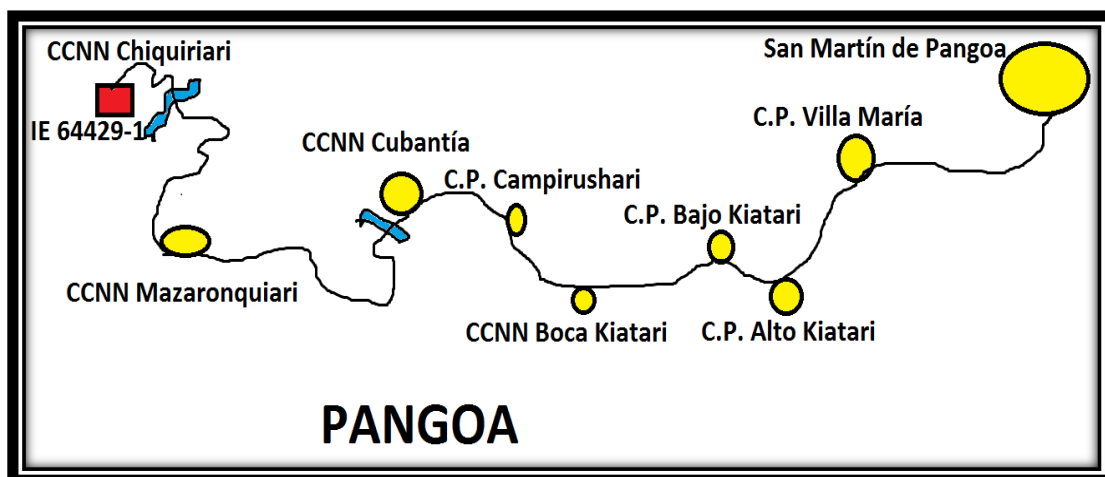 CCNN Chiquiriari
San Martín de Pangoa
IE 64429-1
C.P. Villa María
CCNN Cubantía
C.P. Campirushari
C.P. Bajo Kiatari
CCNN Mazaronquiari
CCNN Boca Kiatari
C.P. Alto Kiatari
PANGOA